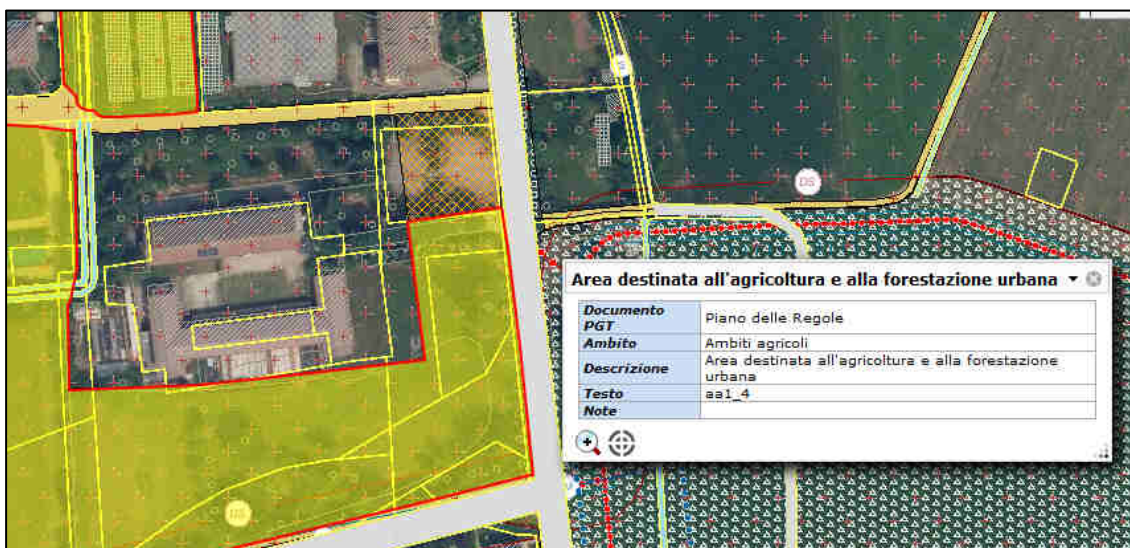 DS
Area destinata all'agricoltura e alla forestazione urbana
Documento PGT
Piano delle Regole
Ambito
Ambiti agricoli
Descrizione
Area destinata all'agricoltura e alla forestazione
urbana
Testo
aa1_4
Note
DS